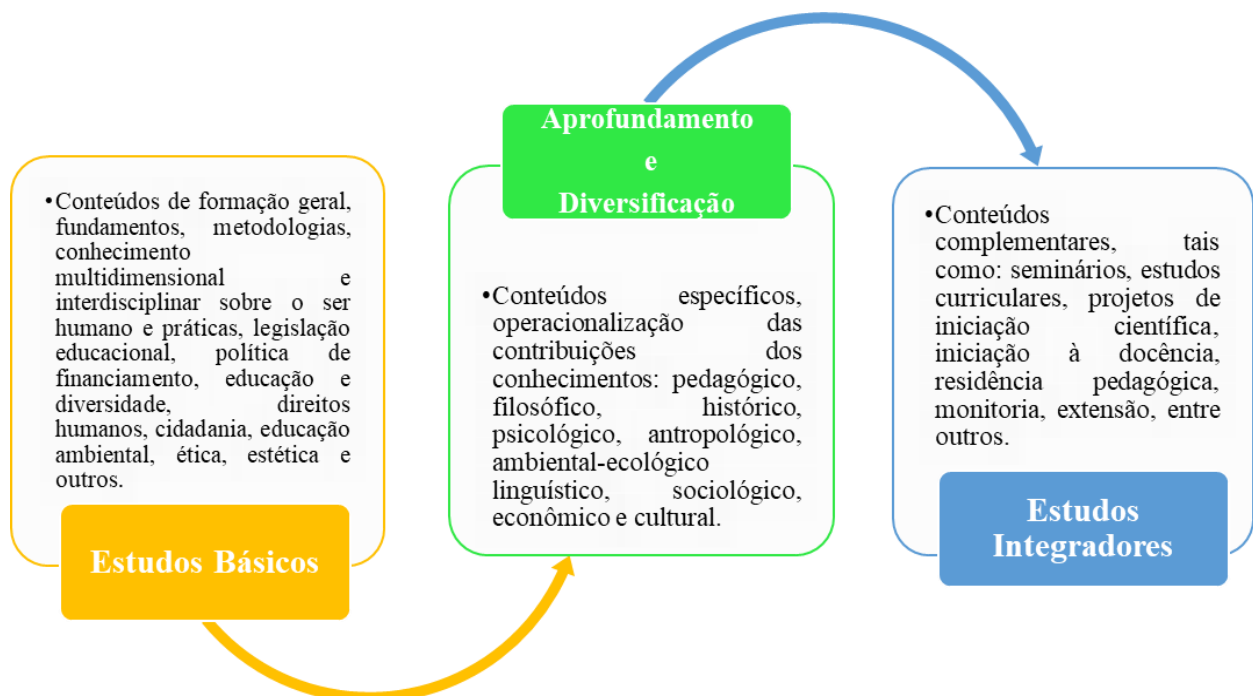 •Conteúdos de formação geral,
fundamentos, metodologias,
conhecimento
multidimensional e
interdisciplinar sobre o ser
humano e práticas, legislação
educacional, política de
financiamento, educação e
diversidade, direitos
humanos, cidadania, educação
ambiental, ética, estética e
outros.
Estudos Básicos
Aprofundamento
e
Diversificação
•Conteúdos específicos,
operacionalização das
contribuições dos
conhecimentos: pedagógico,
filosófico, histórico,
psicológico, antropológico,
ambiental-ecológico
linguístico, sociológico,
econômico e cultural.
•Conteúdos
complementares, tais
como: seminários, estudos
curriculares, projetos de
iniciação científica,
iniciação à docência,
residência pedagógica,
monitoria, extensão, entre
outros.
Estudos
Integradores